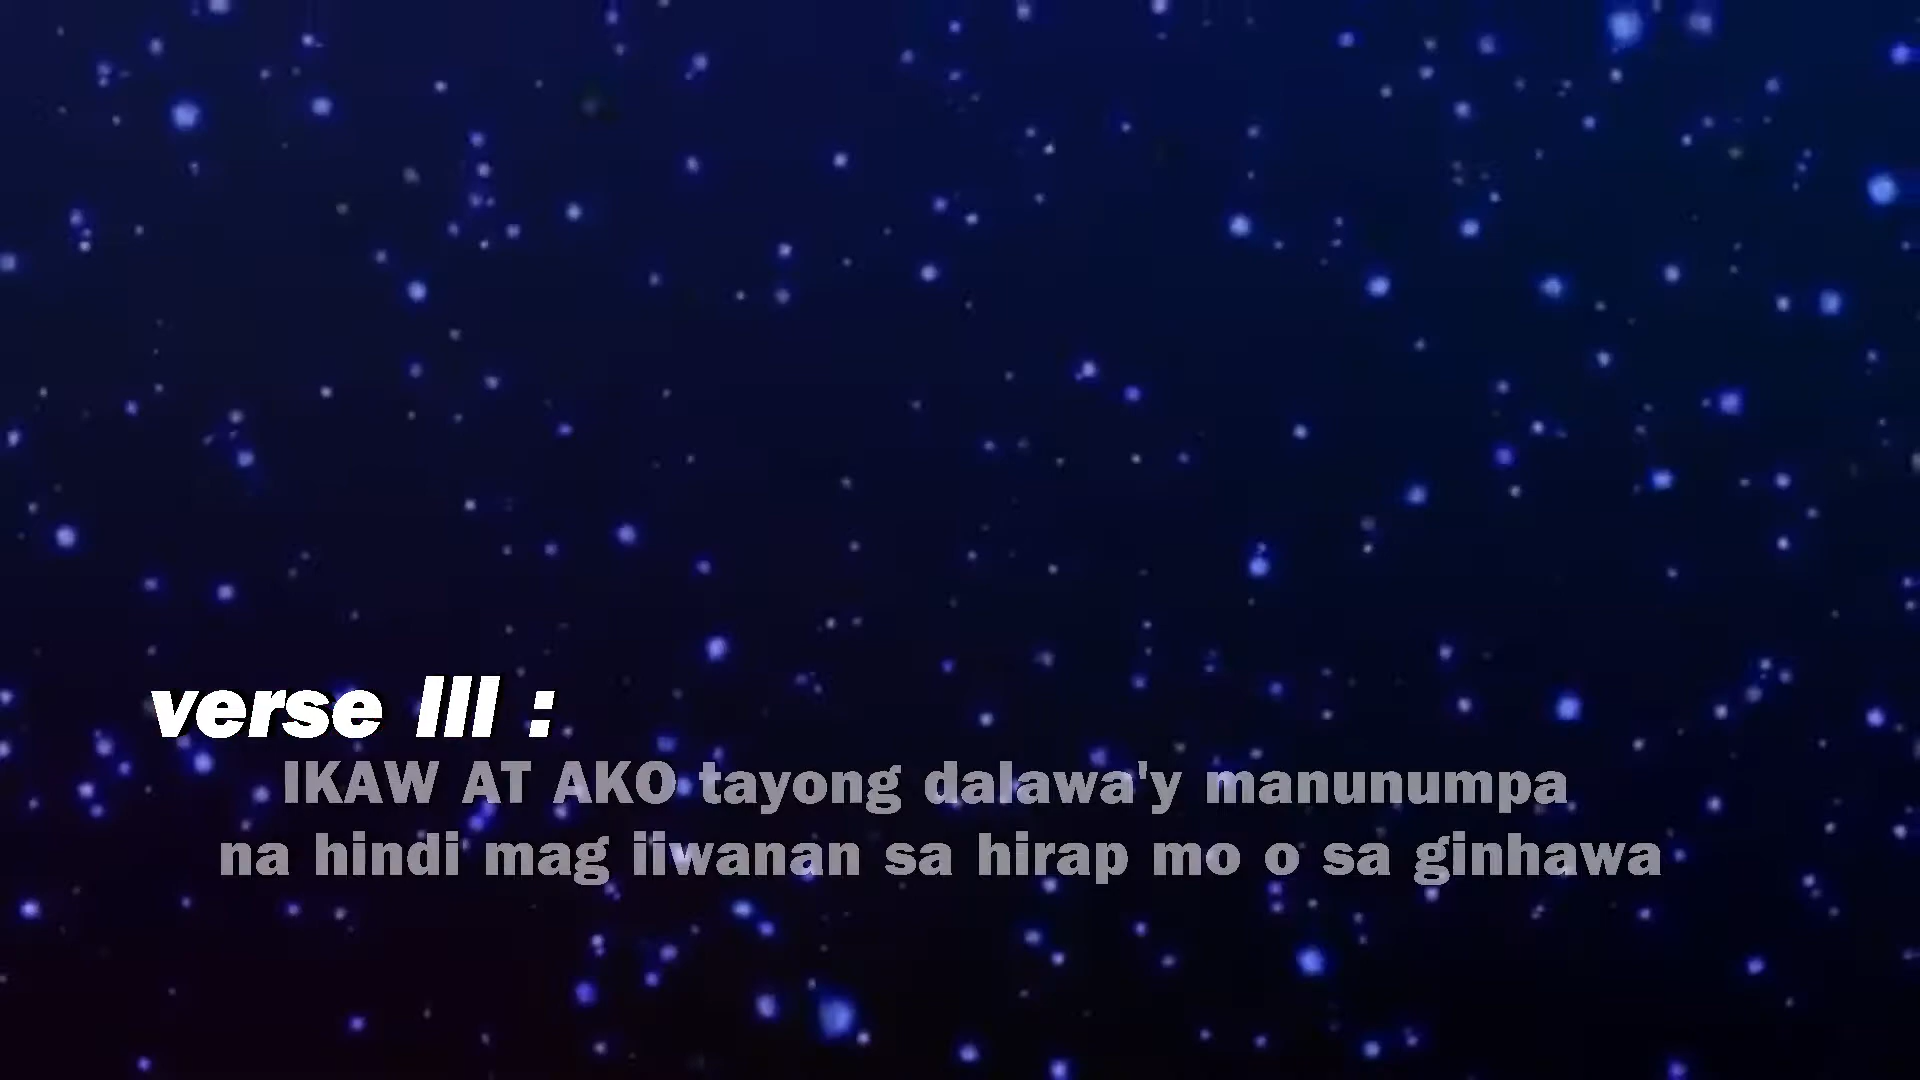 verse III :
IKAW AT AKO tayong dalawa'y manunumpa
na hindi mag iiwanan sa hirap mo o sa ginhawa